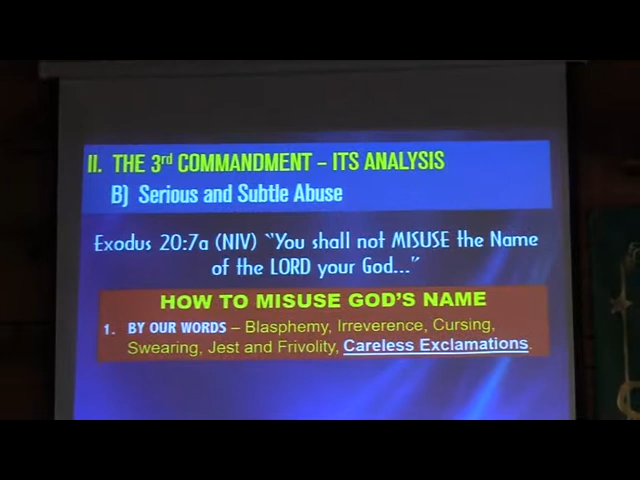 II. THE 3rd COMMANDMENT – ITS ANALYSIS
B) Serious and Subtle Abuse
Exodus 20:7a (NIV) “You shall not MISUSE the Name
of the LORD your God...”
HOW TO MISUSE GOD'S NAME
1. BY OUR WORDS – Blasphemy, Irreverence, Cursing,
Swearing, Jest and Frivolity, Careless Exclamations.